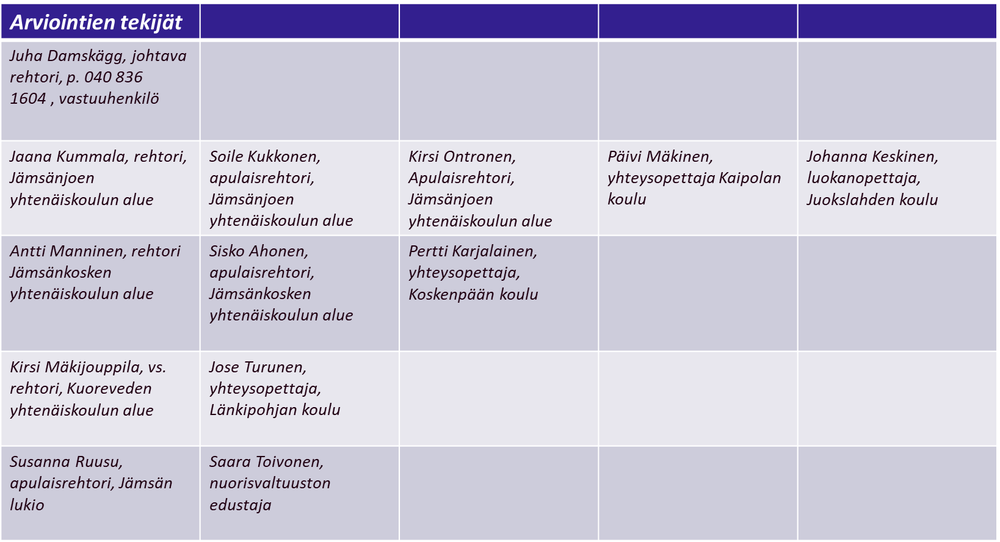 Arviointien tekijät
Juha Damskägg, johtava
rehtori, p. 040 836
1604 , vastuuhenkilö
Jaana Kummala, rehtori,
Jämsänjoen
yhtenäiskoulun alue
Soile Kukkonen,
apulaisrehtori,
Jämsänjoen
yhtenäiskoulun alue
Kirsi Ontronen,
Apulaisrehtori,
Jämsänjoen
yhtenäiskoulun alue
Päivi Mäkinen,
yhteysopettaja Kaipolan
koulu
Johanna Keskinen,
luokanopettaja,
Juokslahden koulu
Antti Manninen, rehtori
Jämsänkosken
yhtenäiskoulun alue
Sisko Ahonen,
apulaisrehtori,
Jämsänkosken
yhtenäiskoulun alue
Pertti Karjalainen,
yhteysopettaja,
Koskenpään koulu
Kirsi Mäkijouppila, vs.
rehtori, Kuoreveden
yhtenäiskoulun alue
Jose Turunen,
yhteysopettaja,
Länkipohjan koulu
Susanna Ruusu,
apulaisrehtori, Jämsän
lukio
Saara Toivonen,
nuorisvaltuuston
edustaja